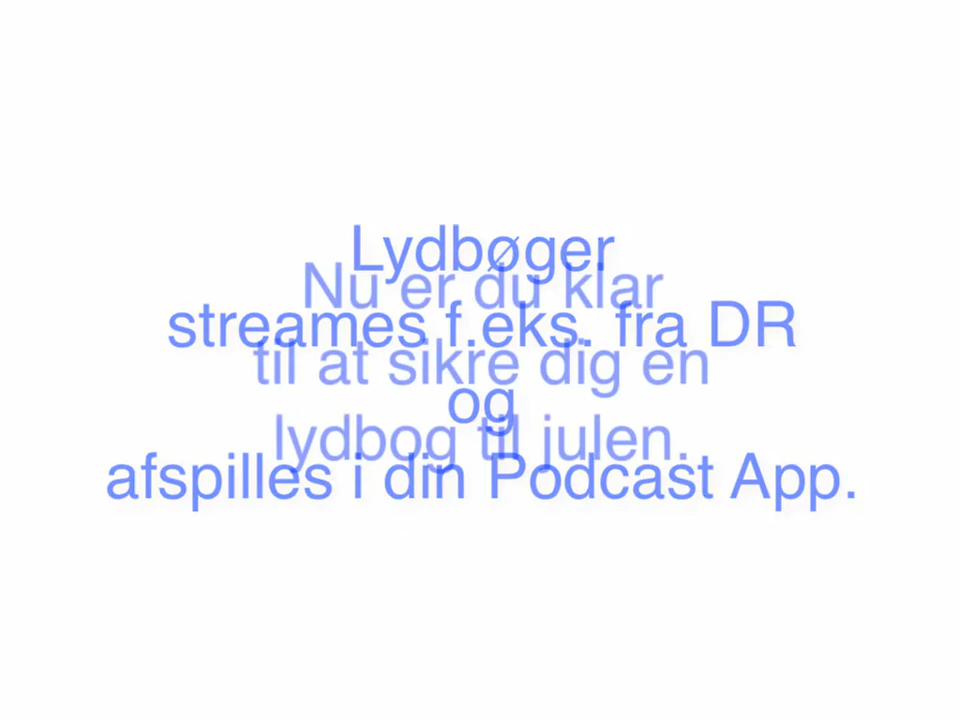 Lydbøger
streames f.eks. fra DR
og
afspilles i din Podcast App.
Nu er du klar
til at sikre dig en
lydbog til julen.